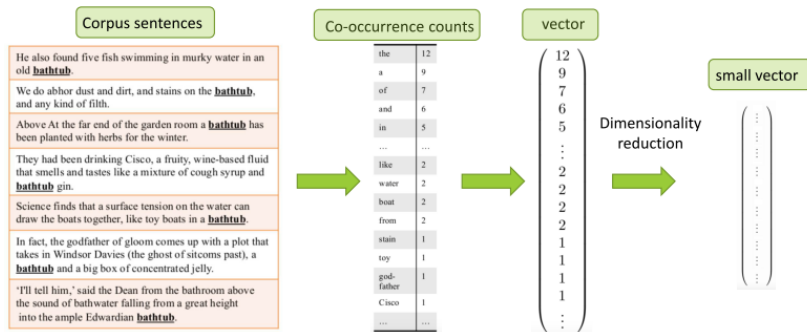 Corpus sentences
He also found five fish swimming in murky water in an
old bathtub.
We do abhor dust and dirt, and stains on the bathtub,
and any kind of filth.
Above At the far end of the garden room a bathtub has
been planted with herbs for the winter.
They had been drinking Cisco, a fruity, wine-based fluid
that smells and tastes like a mixture of cough syrup and
bathtub gin.
Science finds that a surface tension on the water can
draw the boats together, like toy boats in a bathtub.
In fact, the godfather of gloom comes up with a plot that
takes in Windsor Davies (the ghost of sitcoms past), a
bathtub and a big box of concentrated jelly.
‘I'll tell him,’ said the Dean from the bathroom above
the sound of bathwater falling from a great height
into the ample Edwardian bathtub.
Co-occurrence counts
the 12
a 9
of 7
and 6
in 5
... ...
like 2
water 2
boat 2
from 2
stain 1
toy 1
god-
father 1
Cisco 1
... ...
vector
12
9
7
6
5
⋮
2
2
2
2
1
1
1
1
⋮
Dimensionality
reduction
small vector
⋮
⋮
⋮
⋮
⋮
⋮
⋮
⋮
⋮